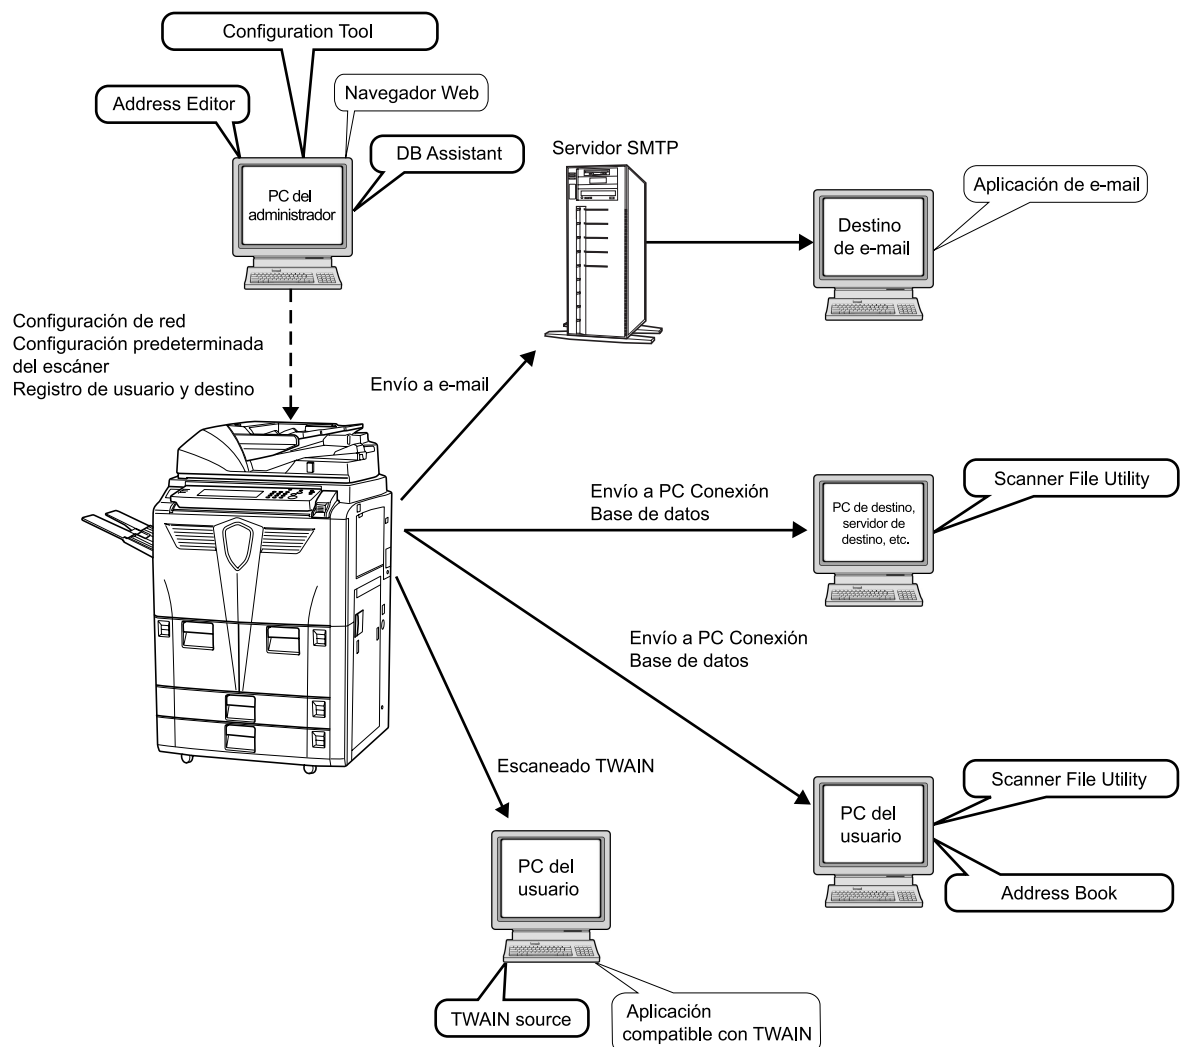 Configuration Tool
Address Editor
Navegador Web
DB Assistant
PC del
administrador
Servidor SMTP
Aplicación de e-mail
Destino
de e-mail
Configuración de red
Configuración predeterminada
del escáner
Registro de usuario y destino
Envío a e-mail
Envío a PC Conexión
Base de datos
PC de destino,
servidor de
destino, etc.
Scanner File Utility
Envío a PC Conexión
Base de datos
Escaneado TWAIN
PC del
usuario
Scanner File Utility
Address Book
PC del
usuario
TWAIN source
Aplicación
compatible con TWAIN